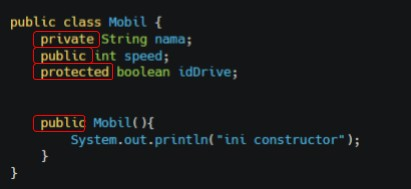 public class Mobil {
private String nama;
public int speed;
protected boolean idDrive;
public Mobil(){
System.out.println("ini constructor");
}
}